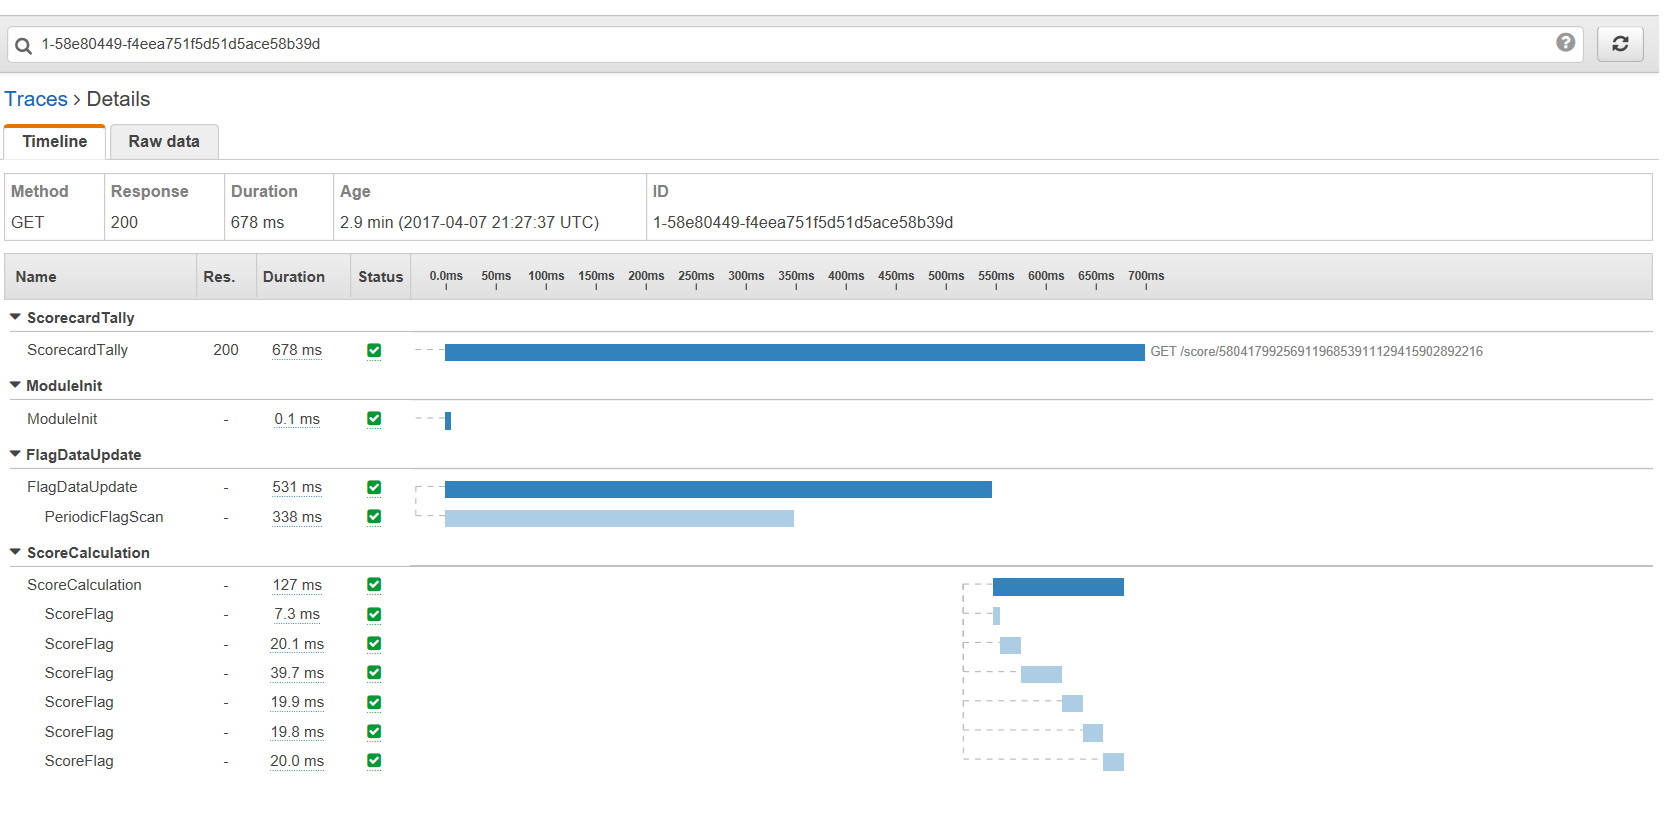 1-58e80449-f4eea751f5d51d5ace58b39d
Traces > Details
Timeline Raw data
Method Response Duration Age ID
GET 200 678 ms 2.9 min (2017-04-07 21:27:37 UTC) 1-58e80449-f4eea751f5d51d5ace58b39d
Name Res. Duration Status 0.0ms 50ms 100ms 150ms 200ms 250ms 300ms 350ms 400ms 450ms 500ms 550ms 600ms 650ms 700ms
ScorecardTally
ScorecardTally 200 678 ms GET /score/5804179925691196853911129415902892216
ModuleInit
ModuleInit - 0.1 ms
FlagDataUpdate
FlagDataUpdate - 531 ms
PeriodicFlagScan - 338 ms
ScoreCalculation
ScoreCalculation - 127 ms
ScoreFlag - 7.3 ms
ScoreFlag - 20.1 ms
ScoreFlag - 39.7 ms
ScoreFlag - 19.9 ms
ScoreFlag - 19.8 ms
ScoreFlag - 20.0 ms